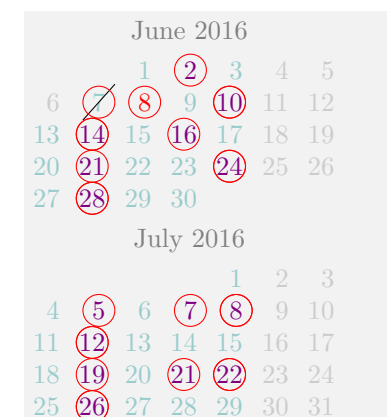 June 2016
1 2 3 4 5
6 7 8 9 10 11 12
13 14 15 16 17 18 19
20 21 22 23 24 25 26
27 28 29 30
July 2016
1 2 3
4 5 6 7 8 9 10
11 12 13 14 15 16 17
18 19 20 21 22 23 24
25 26 27 28 29 30 31